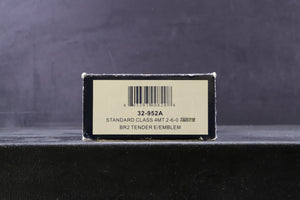 32-952A
STANDARD CLASS 4MT 2-6-0
BR2 TENDER E/EMBLEM